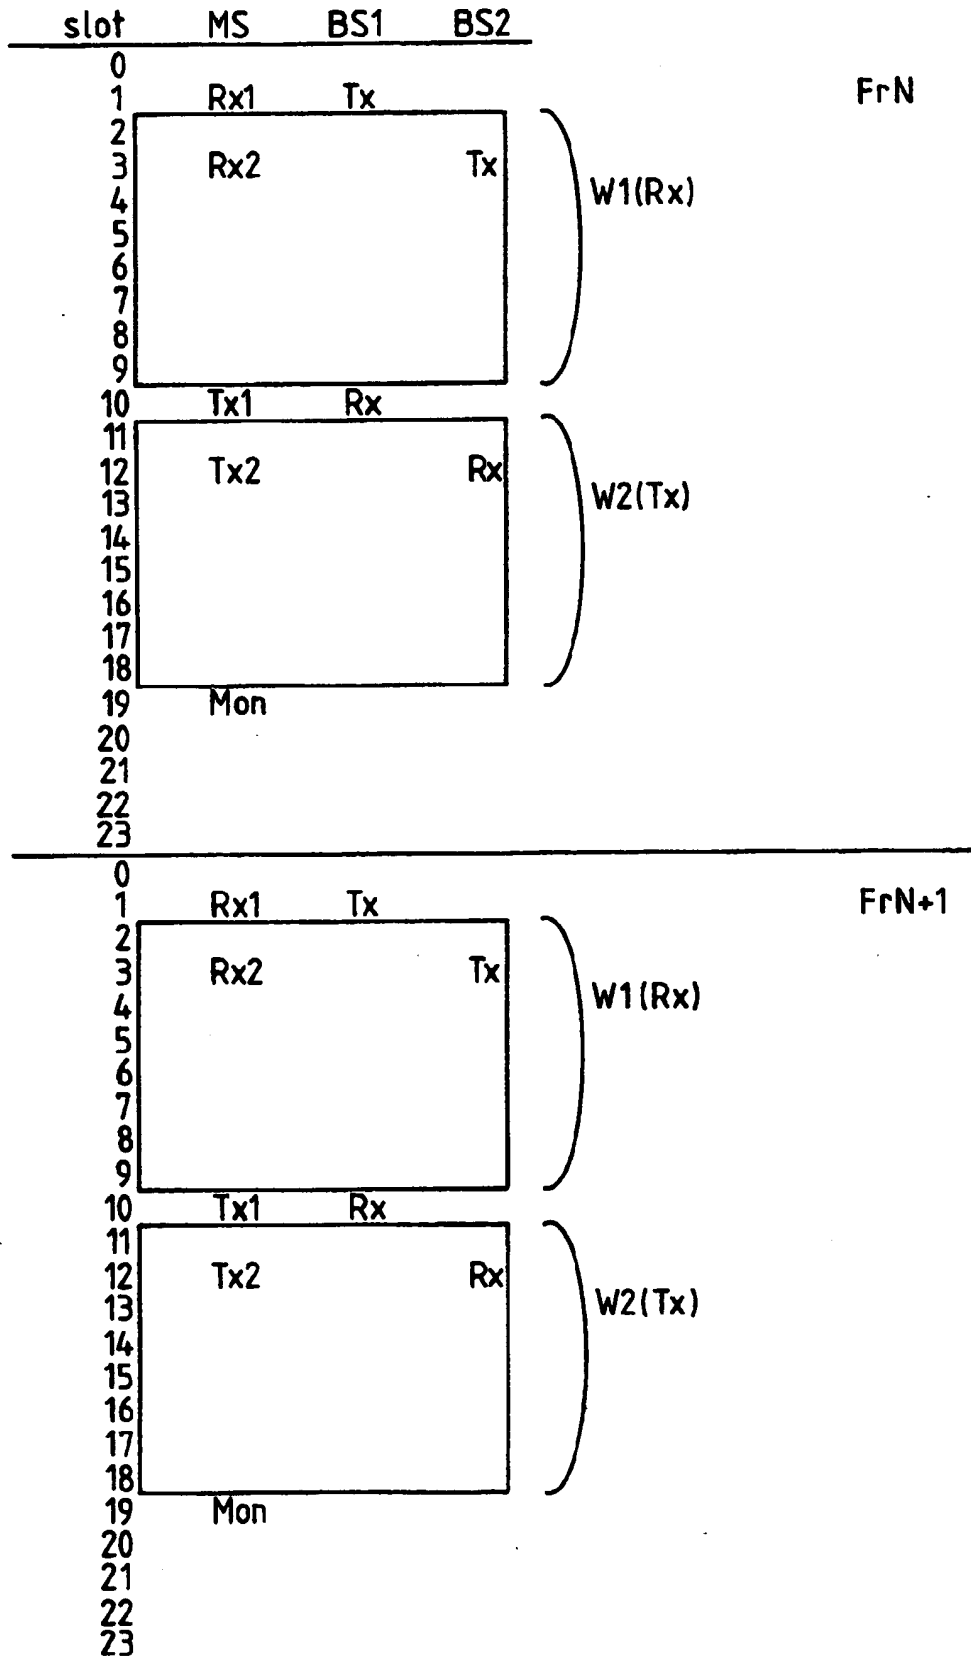 slot MS BS1 BS2
0
1 Rx1 Tx FrN
2
3 Rx2 Tx
4 W1(Rx)
5
6
7
8
9
10 Tx1 Rx
11
12 Tx2 Rx
13 W2(Tx)
14
15
16
17
18
19 Mon
20
21
22
23
0
1 Rx1 Tx FrN+1
2
3 Rx2 Tx
4 W1(Rx)
5
6
7
8
9
10 Tx1 Rx
11
12 Tx2 Rx
13 W2(Tx)
14
15
16
17
18
19 Mon
20
21
22
23